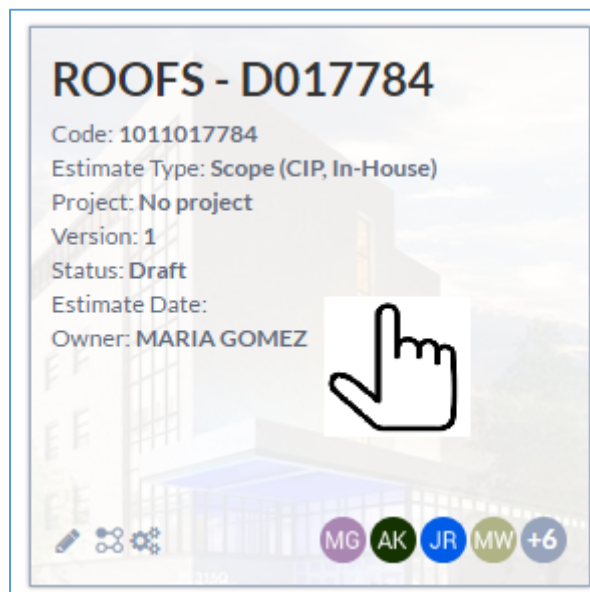 ROOFS - D017784
Code: 1011017784
Estimate Type: Scope (CIP, In-House)
Project: No project
Version: 1
Status: Draft
Estimate Date:
Owner: MARIA GOMEZ
MG AK JR MW +6